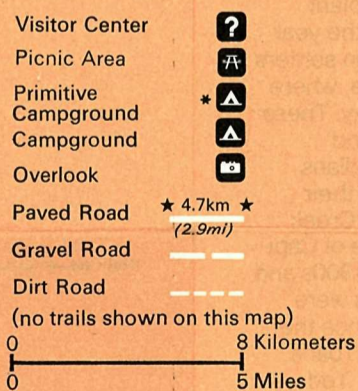 Visitor Center ?
Picnic Area
Primitive
Campground *
Campground
Overlook
Paved Road ★ 4.7km ★
(2.9mi)
Gravel Road
Dirt Road
(no trails shown on this map)
0 8 Kilometers
0 5 Miles